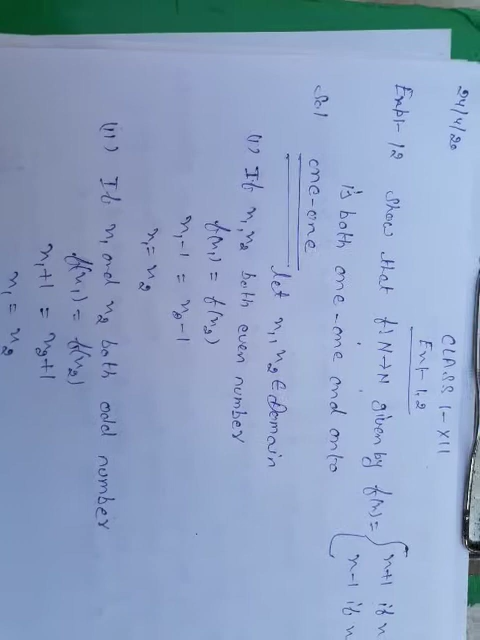 24/4/20
CLASS :- XII
Ex:- 1.2
Expl- 12 Show that f: N→N given by f(x) = { x+1 if x
{ x-1 if x
is both one-one and onto
Sol one-one let x1, x2 ∈ Domain
(i) If x1, x2 both even number
f(x1) = f(x2)
x1 - 1 = x2 - 1
x1 = x2
(ii) If x1 and x2 both odd number
f(x1) = f(x2)
x1 + 1 = x2 + 1
x1 = x2